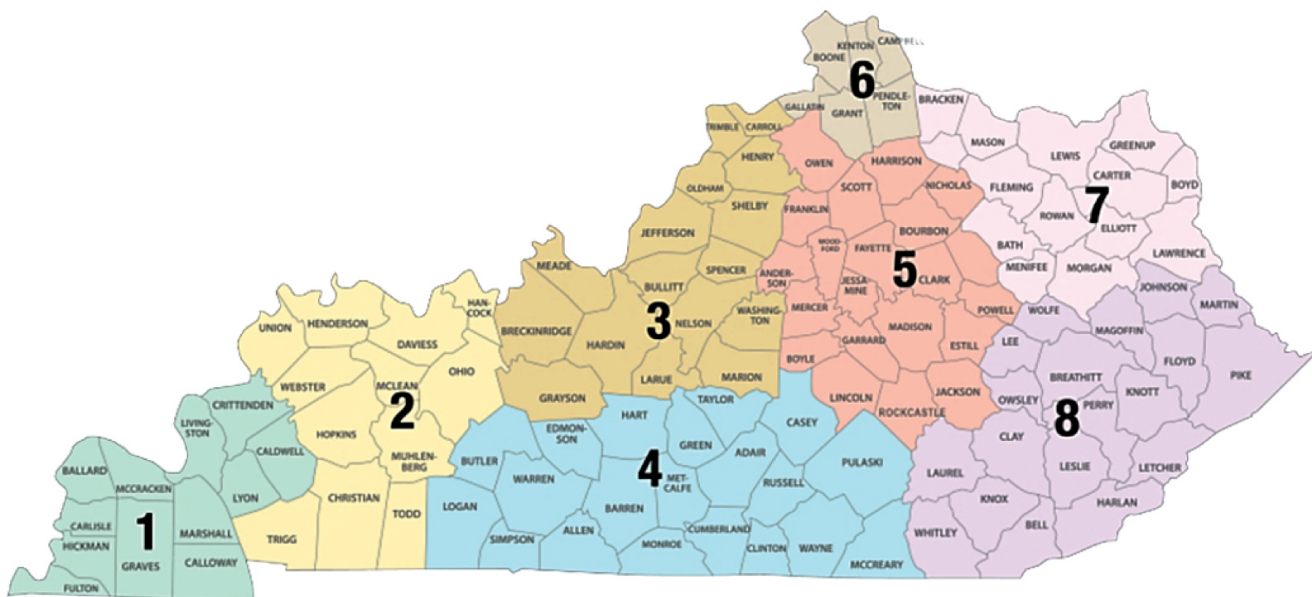 BOONE
KENTON
CAMPBELL
6
GALLATIN
GRANT
PENDLE-
TON
BRACKEN
MASON
LEWIS
GREENUP
FLEMING
CARTER
BOYD
7
ROWAN
ELLIOTT
BATH
MENIFEE
MORGAN
LAWRENCE
TRIMBLE
CARROLL
HENRY
OLDHAM
SHELBY
JEFFERSON
SPENCER
BULLITT
MEADE
3
NELSON
WASHING-
TON
BRECKINRIDGE
HARDIN
LARUE
MARION
GRAYSON
OWEN
HARRISON
SCOTT
NICHOLAS
FRANKLIN
BOURBON
WOOD-
FORD
FAYETTE
5
CLARK
ANDER-
SON
JESSA-
MINE
MERCER
MADISON
POWELL
GARRARD
ESTILL
BOYLE
LINCOLN
JACKSON
ROCKCASTLE
HAN-
COCK
UNION
HENDERSON
DAVIESS
OHIO
WEBSTER
MCLEAN
2
HOPKINS
MUHLEN-
BERG
CHRISTIAN
TODD
TRIGG
CRITTENDEN
LIVING-
STON
CALDWELL
LYON
BALLARD
MCCRACKEN
CARLISLE
1
MARSHALL
HICKMAN
GRAVES
CALLOWAY
FULTON
TAYLOR
HART
CASEY
EDMON-
SON
GREEN
ADAIR
BUTLER
PULASKI
WARREN
4
MET-
CALFE
RUSSELL
LOGAN
BARREN
ALLEN
CUMBERLAND
SIMPSON
MONROE
CLINTON
WAYNE
MCCREARY
JOHNSON
MARTIN
WOLFE
MAGOFFIN
LEE
FLOYD
PIKE
BREATHITT
KNOTT
OWSLEY
PERRY
8
CLAY
LESLIE
LETCHER
LAUREL
KNOX
HARLAN
WHITLEY
BELL